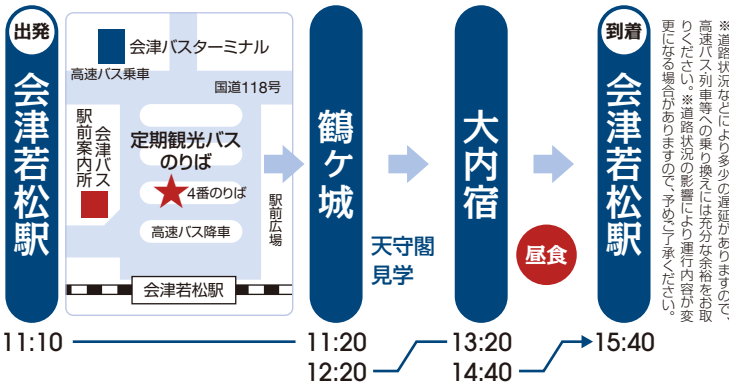 出発
会津若松駅
会津バスターミナル
高速バス乗車
国道118号
駅前案内所
会津バス
定期観光バス
のりば
4番のりば
高速バス降車
駅前広場
会津若松駅
11:10
鶴ケ城
天守閣
見学
11:20
12:20
大内宿
昼食
13:20
14:40
到着
会津若松駅
15:40
※道路状況などにより多少の遅延がありますので、
高速バス・列車等への乗り換えには充分な余裕をお取
りください。※道路状況の影響により運行内容が変
更になる場合がありますので、予めご了承ください。